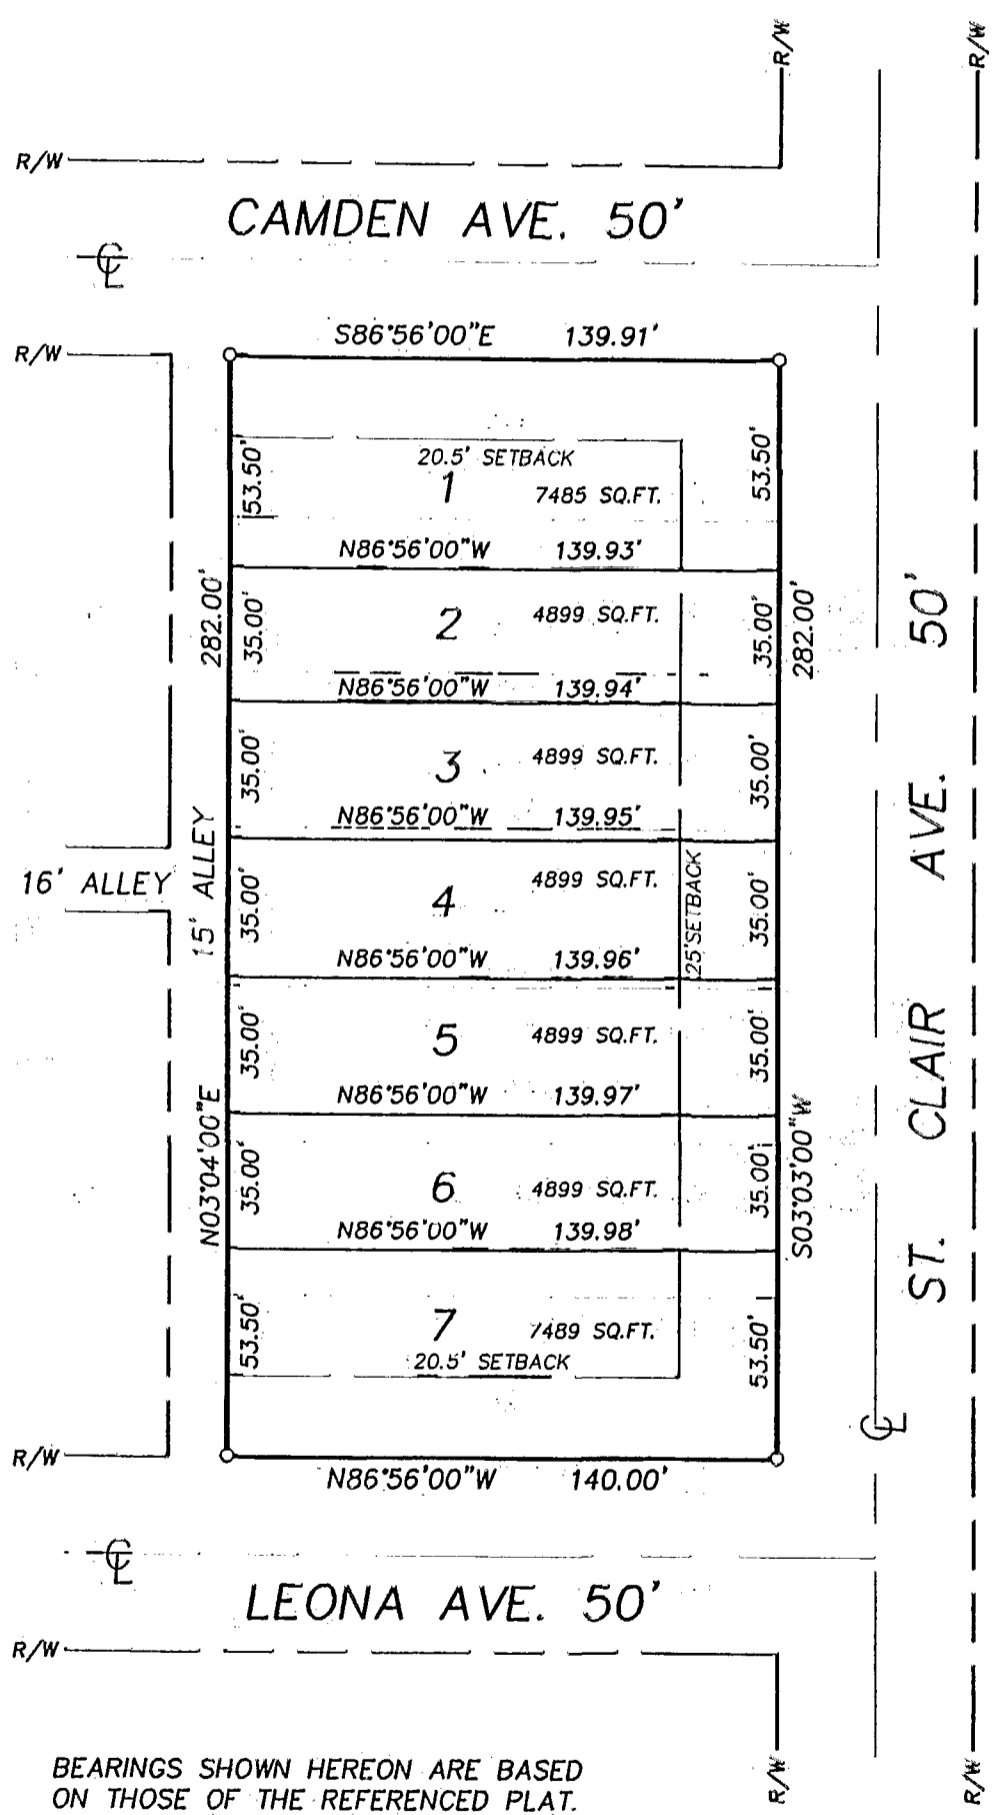 R/W
R/W
R/W
CAMDEN AVE. 50'
CL
R/W
S86°56'00"E 139.91'
20.5' SETBACK
53.50'
1
7485 SQ.FT.
53.50'
N86°56'00"W 139.93'
282.00'
35.00'
2
4899 SQ.FT.
35.00'
282.00'
N86°56'00"W 139.94'
35.00'
3
4899 SQ.FT.
35.00'
N86°56'00"W 139.95'
16' ALLEY
15' ALLEY
35.00'
4
4899 SQ.FT.
25' SETBACK
35.00'
N86°56'00"W 139.96'
35.00'
5
4899 SQ.FT.
35.00'
N86°56'00"W 139.97'
N03°04'00"E
35.00'
6
4899 SQ.FT.
35.00'
S03°03'00"W
N86°56'00"W 139.98'
ST. CLAIR AVE. 50'
53.50'
7
7489 SQ.FT.
53.50'
20.5' SETBACK
CL
R/W
N86°56'00"W 140.00'
CL
LEONA AVE. 50'
R/W
BEARINGS SHOWN HEREON ARE BASED
ON THOSE OF THE REFERENCED PLAT.
R/W
R/W